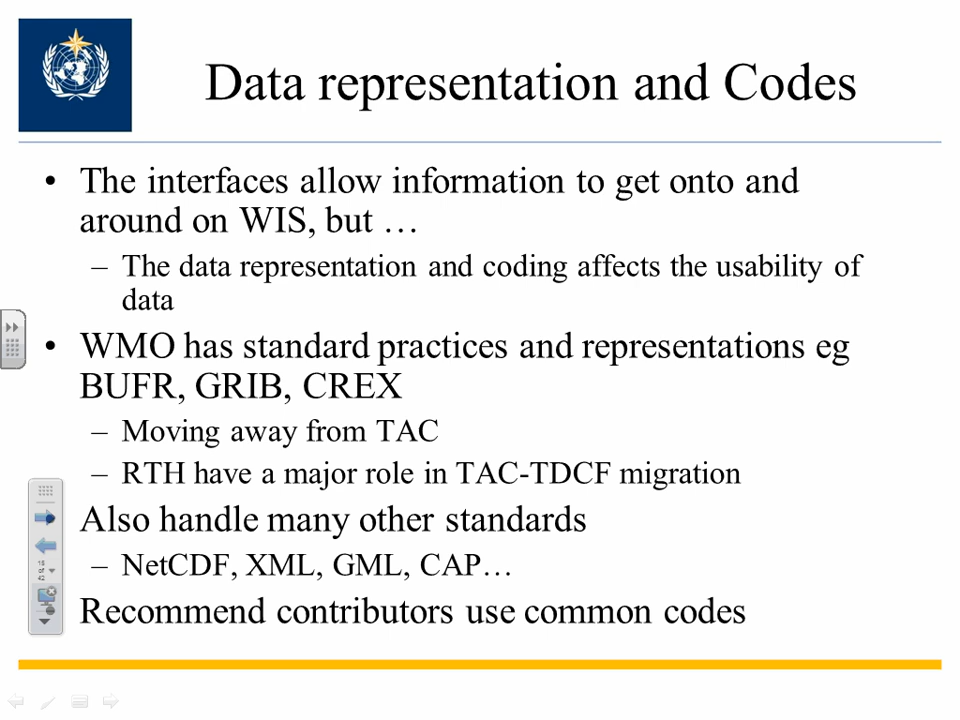 Data representation and Codes
• The interfaces allow information to get onto and
around on WIS, but …
– The data representation and coding affects the usability of
data
• WMO has standard practices and representations eg
BUFR, GRIB, CREX
– Moving away from TAC
– RTH have a major role in TAC-TDCF migration
Also handle many other standards
– NetCDF, XML, GML, CAP…
Recommend contributors use common codes
of
42